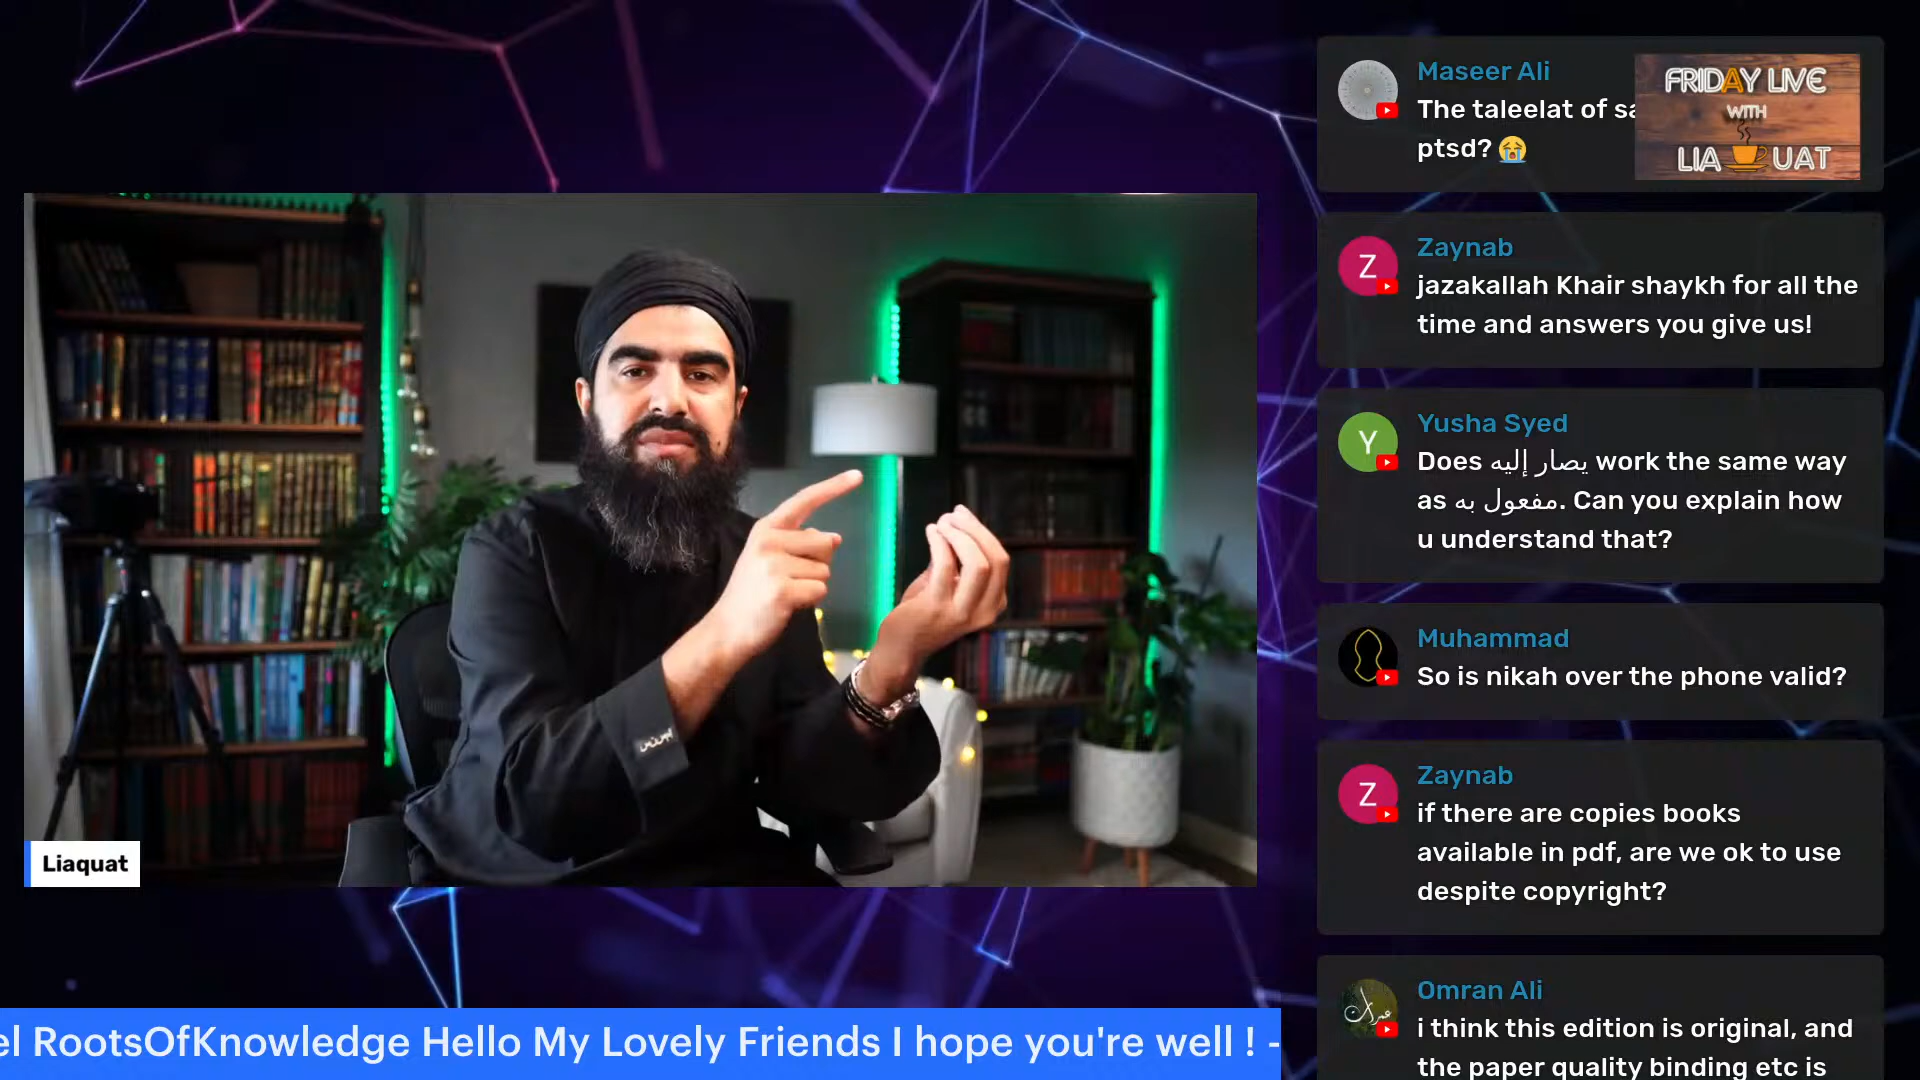 Maseer Ali
The taleelat of sa
ptsd? 😭
FRIDAY LIVE
WITH
LIA UAT
Zaynab
jazakallah Khair shaykh for all the
time and answers you give us!
Yusha Syed
Does يصار إليه work the same way
as مفعول به. Can you explain how
u understand that?
Muhammad
So is nikah over the phone valid?
Zaynab
if there are copies books
available in pdf, are we ok to use
despite copyright?
Omran Ali
i think this edition is original, and
the paper quality binding etc is
Z
Z
Y
Liaquat
el RootsOfKnowledge Hello My Lovely Friends I hope you're well ! -